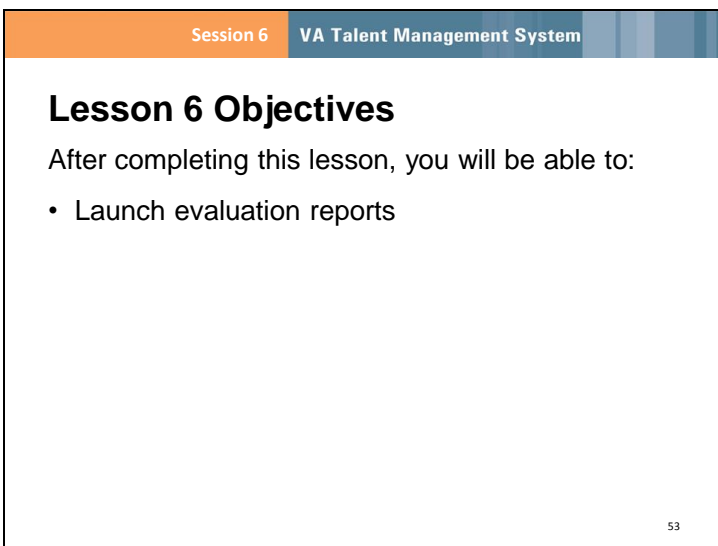 Session 6 VA Talent Management System
Lesson 6 Objectives
After completing this lesson, you will be able to:
• Launch evaluation reports
53